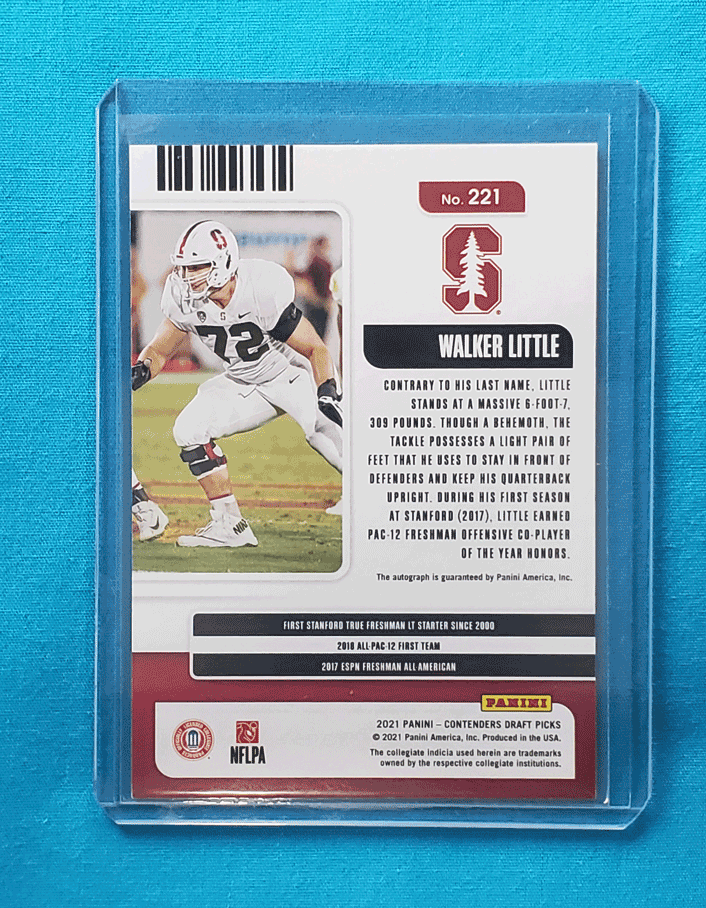 No. 221
S
WALKER LITTLE
S
72
CONTRARY TO HIS LAST NAME, LITTLE
STANDS AT A MASSIVE 6-FOOT-7,
309 POUNDS. THOUGH A BEHEMOTH, THE
TACKLE POSSESSES A LIGHT PAIR OF
FEET THAT HE USES TO STAY IN FRONT OF
DEFENDERS AND KEEP HIS QUARTERBACK
UPRIGHT. DURING HIS FIRST SEASON
AT STANFORD (2017), LITTLE EARNED
PAC-12 FRESHMAN OFFENSIVE CO-PLAYER
OF THE YEAR HONORS.
The autograph is guaranteed by Panini America, Inc.
FIRST STANFORD TRUE FRESHMAN LT STARTER SINCE 2000
2018 ALL-PAC-12 FIRST TEAM
2017 ESPN FRESHMAN ALL-AMERICAN
PANINI
2021 PANINI – CONTENDERS DRAFT PICKS
© 2021 Panini America, Inc. Produced in the USA.
The collegiate indicia used herein are trademarks
owned by the respective collegiate institutions.
OFFICIALLY LICENSED COLLEGIATE PRODUCTS
NFLPA